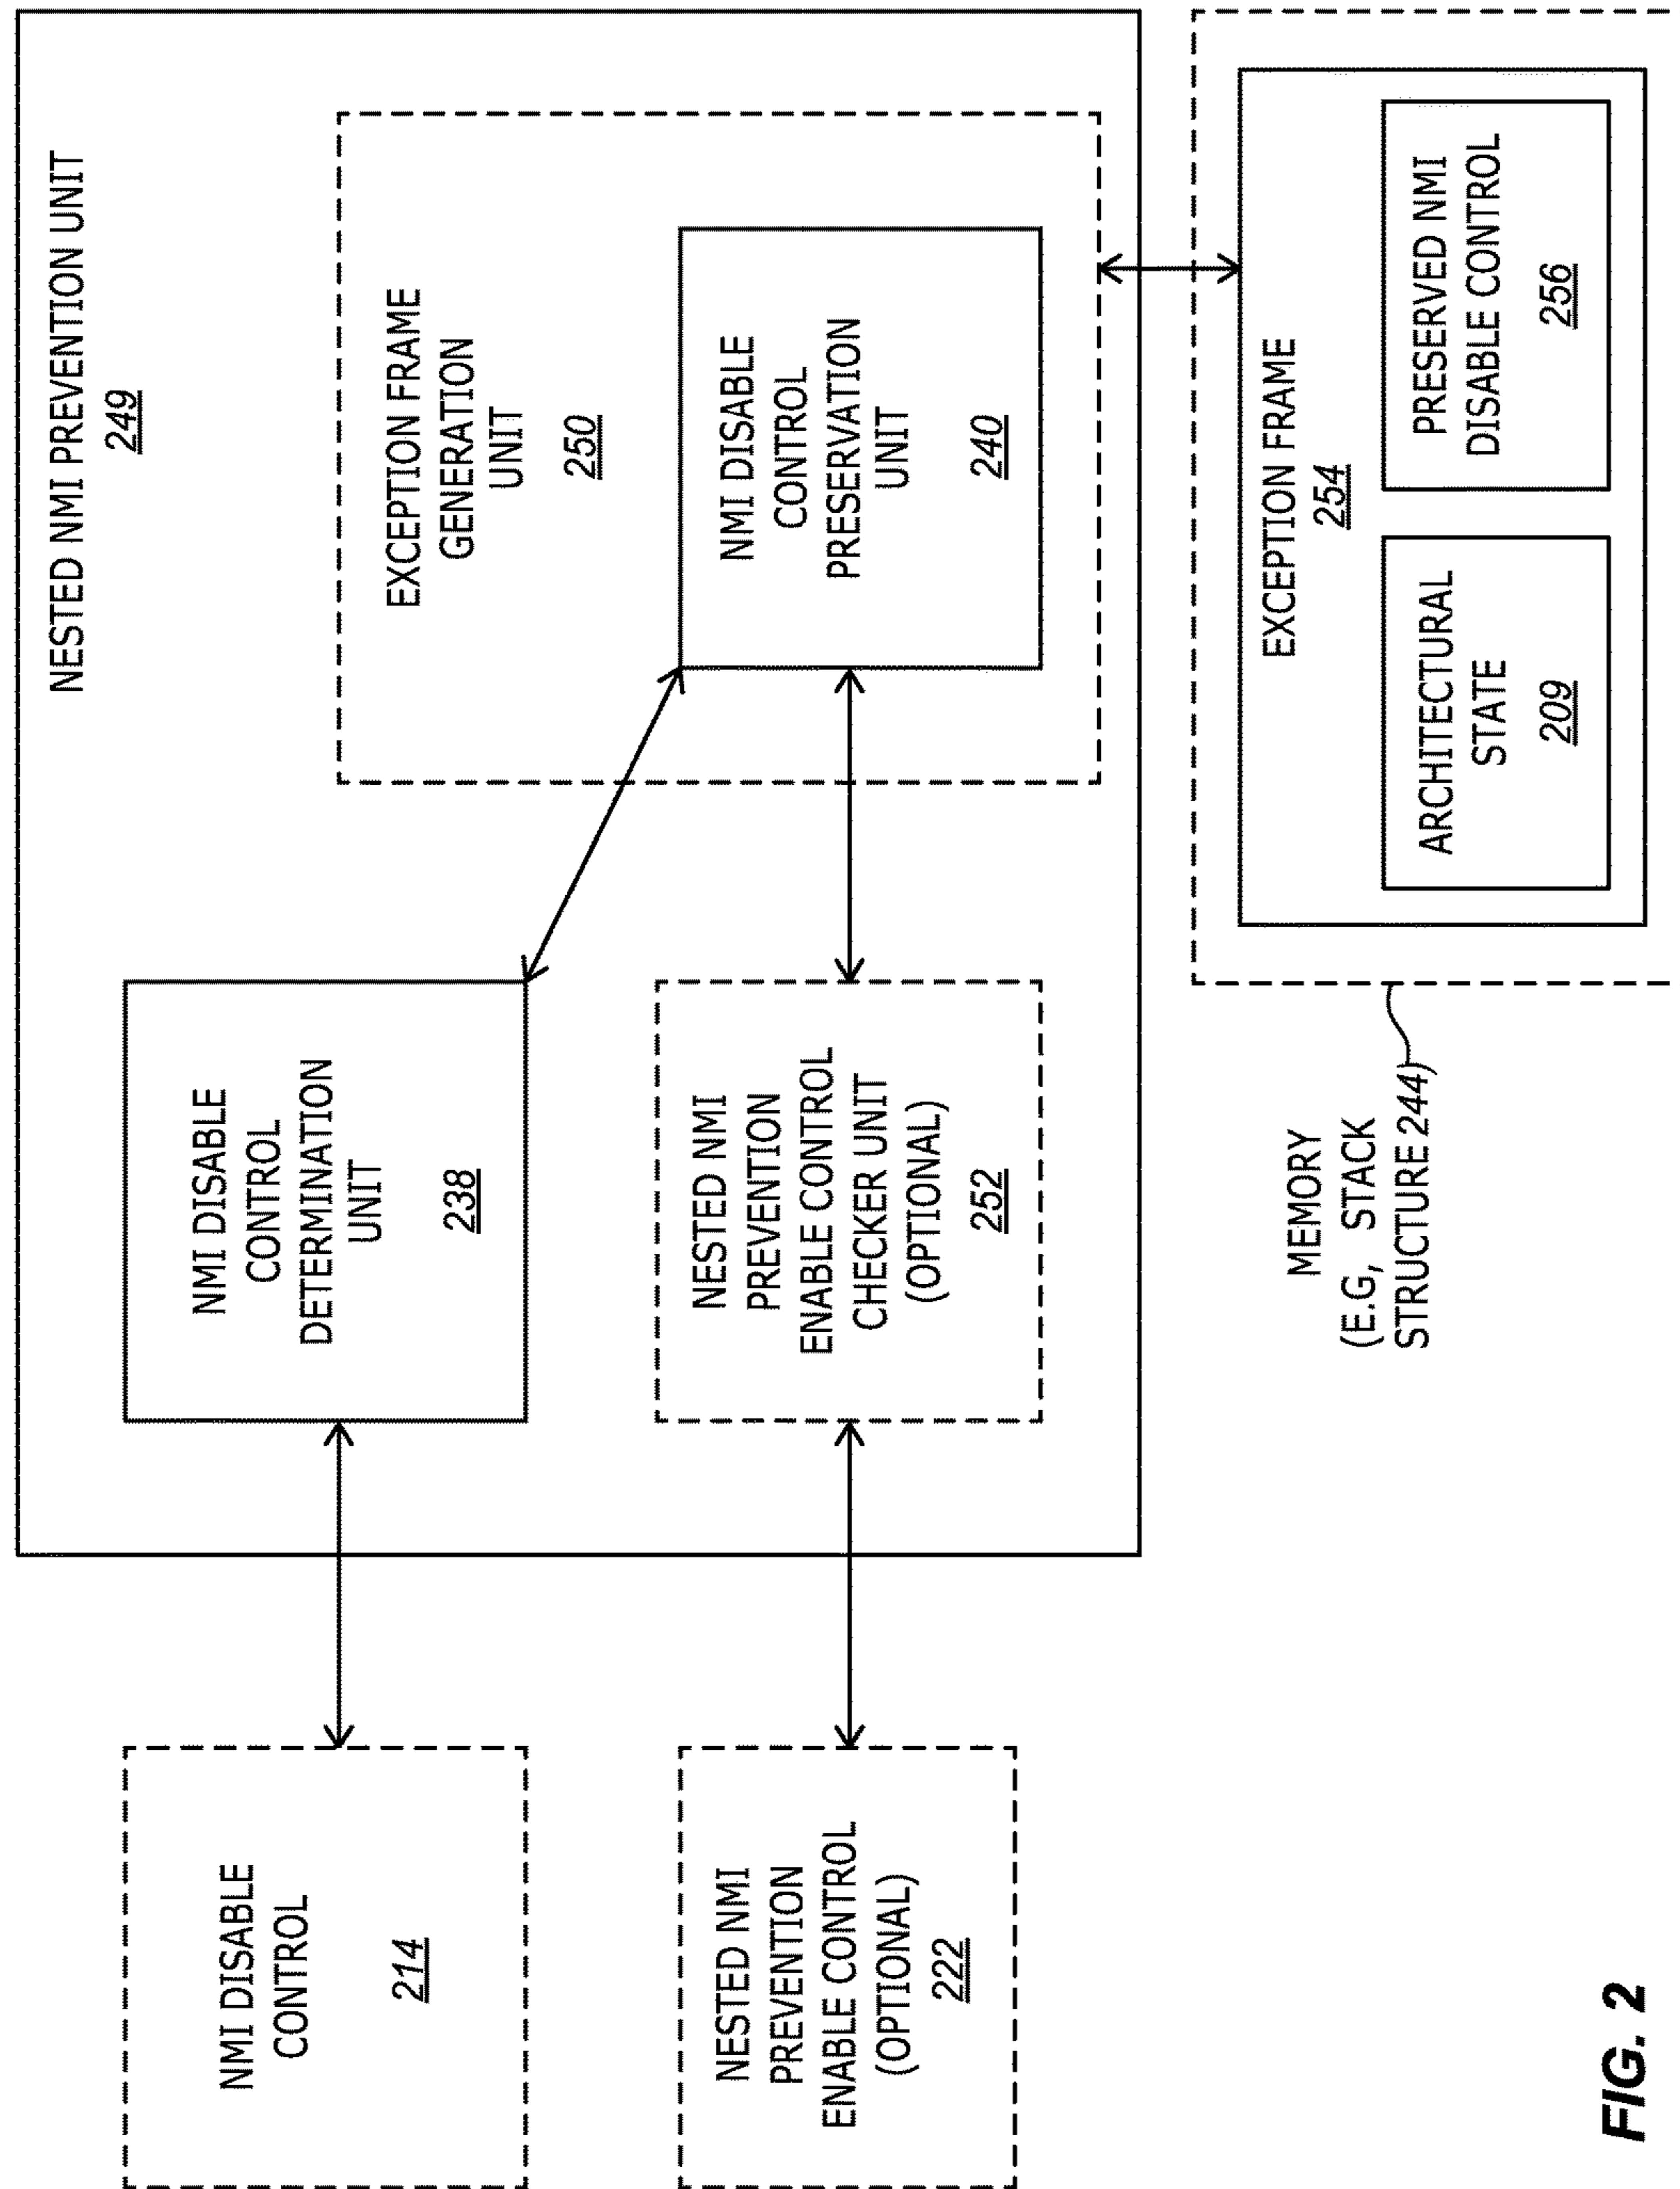 NESTED NMI PREVENTION UNIT
249
NMI DISABLE
CONTROL
214
NMI DISABLE
CONTROL
DETERMINATION
UNIT
238
EXCEPTION FRAME
GENERATION
UNIT
250
NESTED NMI
PREVENTION
ENABLE CONTROL
(OPTIONAL)
222
NESTED NMI
PREVENTION
ENABLE CONTROL
CHECKER UNIT
(OPTIONAL)
252
NMI DISABLE
CONTROL
PRESERVATION
UNIT
240
MEMORY
(E.G, STACK
STRUCTURE 244)
EXCEPTION FRAME
254
ARCHITECTURAL
STATE
209
PRESERVED NMI
DISABLE CONTROL
256
FIG. 2